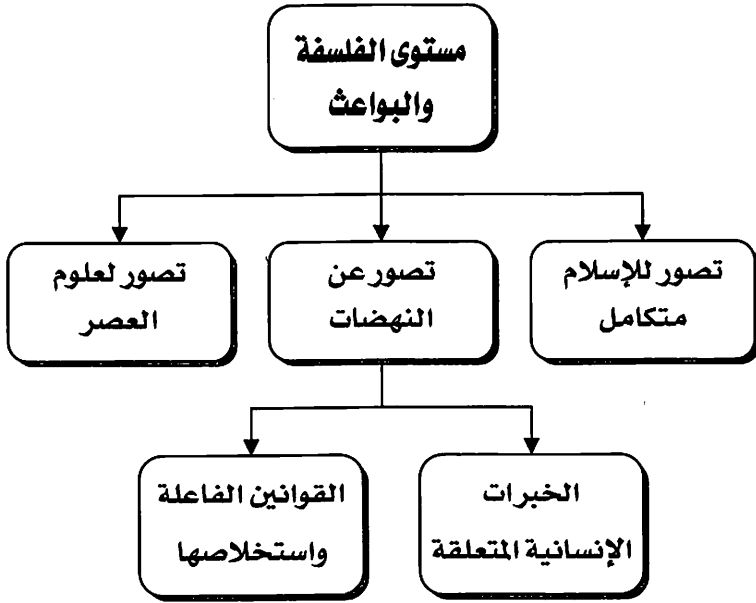 مستوى الفلسفة
والبواعث
تصور للإسلام
متكامل
تصور عن
النهضات
تصور لعلوم
العصر
الخبرات
الإنسانية المتعلقة
القوانين الفاعلة
واستخلاصها